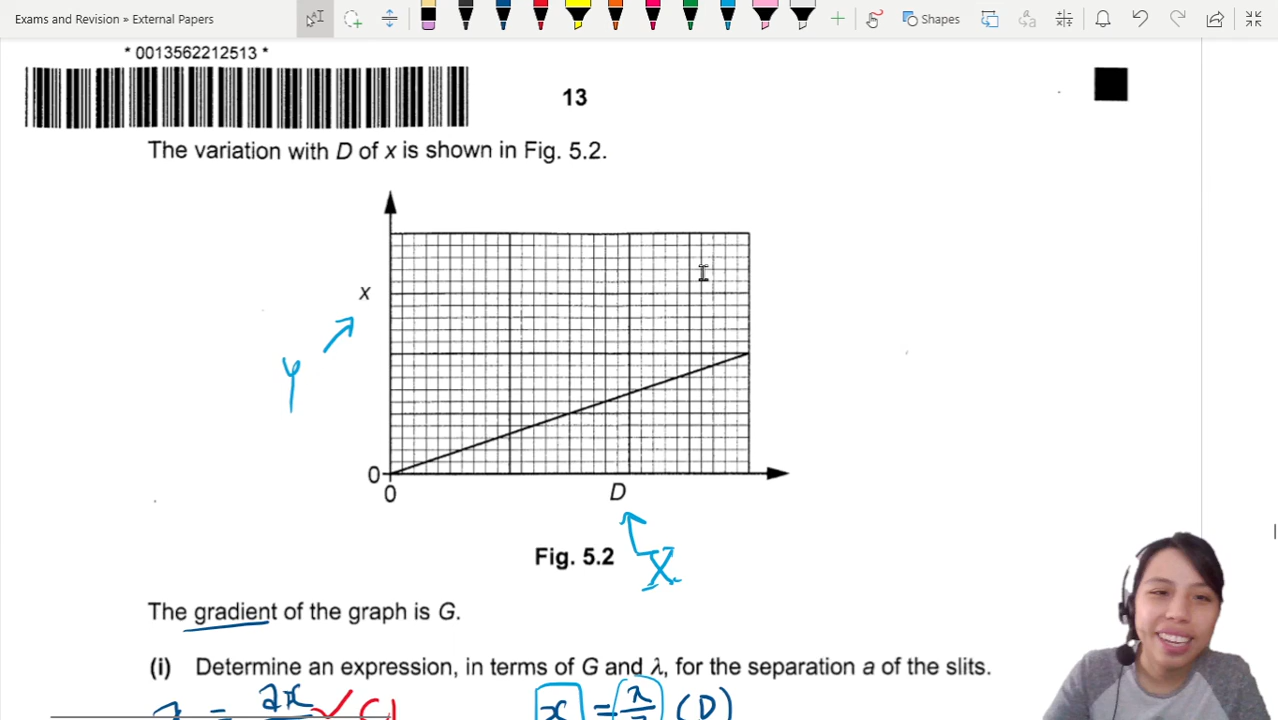 Exams and Revision » External Papers
Shapes
* 0013562212513 *
13
The variation with D of x is shown in Fig. 5.2.
x
Y
0
0
D
X
Fig. 5.2
The gradient of the graph is G.
(i) Determine an expression, in terms of G and λ, for the separation a of the slits.